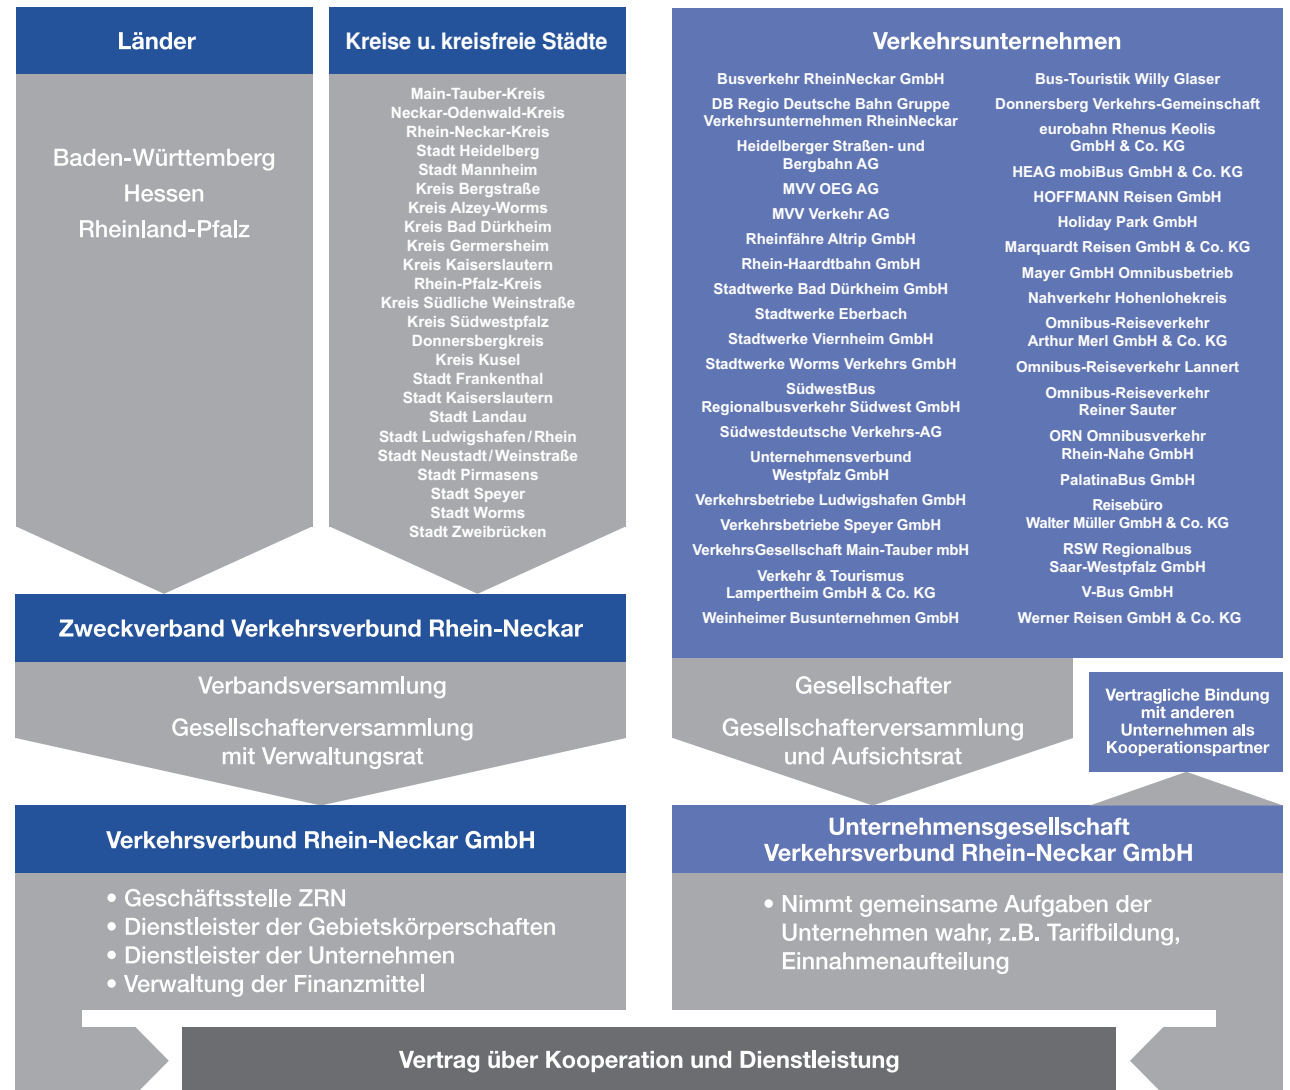 Länder
Baden-Württemberg
Hessen
Rheinland-Pfalz
Kreise u. kreisfreie Städte
Main-Tauber-Kreis
Neckar-Odenwald-Kreis
Rhein-Neckar-Kreis
Stadt Heidelberg
Stadt Mannheim
Kreis Bergstraße
Kreis Alzey-Worms
Kreis Bad Dürkheim
Kreis Germersheim
Kreis Kaiserslautern
Rhein-Pfalz-Kreis
Kreis Südliche Weinstraße
Kreis Südwestpfalz
Donnersbergkreis
Kreis Kusel
Stadt Frankenthal
Stadt Kaiserslautern
Stadt Landau
Stadt Ludwigshafen/Rhein
Stadt Neustadt/Weinstraße
Stadt Pirmasens
Stadt Speyer
Stadt Worms
Stadt Zweibrücken
Zweckverband Verkehrsverbund Rhein-Neckar
Verbandsversammlung
Gesellschafterversammlung
mit Verwaltungsrat
Verkehrsverbund Rhein-Neckar GmbH
• Geschäftsstelle ZRN
• Dienstleister der Gebietskörperschaften
• Dienstleister der Unternehmen
• Verwaltung der Finanzmittel
Verkehrsunternehmen
Busverkehr RheinNeckar GmbH
DB Regio Deutsche Bahn Gruppe
Verkehrsunternehmen RheinNeckar
Heidelberger Straßen- und
Bergbahn AG
MVV OEG AG
MVV Verkehr AG
Rheinfähre Altrip GmbH
Rhein-Haardtbahn GmbH
Stadtwerke Bad Dürkheim GmbH
Stadtwerke Eberbach
Stadtwerke Viernheim GmbH
Stadtwerke Worms Verkehrs GmbH
SüdwestBus
Regionalbusverkehr Südwest GmbH
Südwestdeutsche Verkehrs-AG
Unternehmensverbund
Westpfalz GmbH
Verkehrsbetriebe Ludwigshafen GmbH
Verkehrsbetriebe Speyer GmbH
VerkehrsGesellschaft Main-Tauber mbH
Verkehr & Tourismus
Lampertheim GmbH & Co. KG
Weinheimer Busunternehmen GmbH
Bus-Touristik Willy Glaser
Donnersberg Verkehrs-Gemeinschaft
eurobahn Rhenus Keolis
GmbH & Co. KG
HEAG mobiBus GmbH & Co. KG
HOFFMANN Reisen GmbH
Holiday Park GmbH
Marquardt Reisen GmbH & Co. KG
Mayer GmbH Omnibusbetrieb
Nahverkehr Hohenlohekreis
Omnibus-Reiseverkehr
Arthur Merl GmbH & Co. KG
Omnibus-Reiseverkehr Lannert
Omnibus-Reiseverkehr
Reiner Sauter
ORN Omnibusverkehr
Rhein-Nahe GmbH
PalatinaBus GmbH
Reisebüro
Walter Müller GmbH & Co. KG
RSW Regionalbus
Saar-Westpfalz GmbH
V-Bus GmbH
Werner Reisen GmbH & Co. KG
Gesellschafter
Gesellschafterversammlung
und Aufsichtsrat
Vertragliche Bindung
mit anderen
Unternehmen als
Kooperationspartner
Unternehmensgesellschaft
Verkehrsverbund Rhein-Neckar GmbH
• Nimmt gemeinsame Aufgaben der
Unternehmen wahr, z.B. Tarifbildung,
Einnahmenaufteilung
Vertrag über Kooperation und Dienstleistung